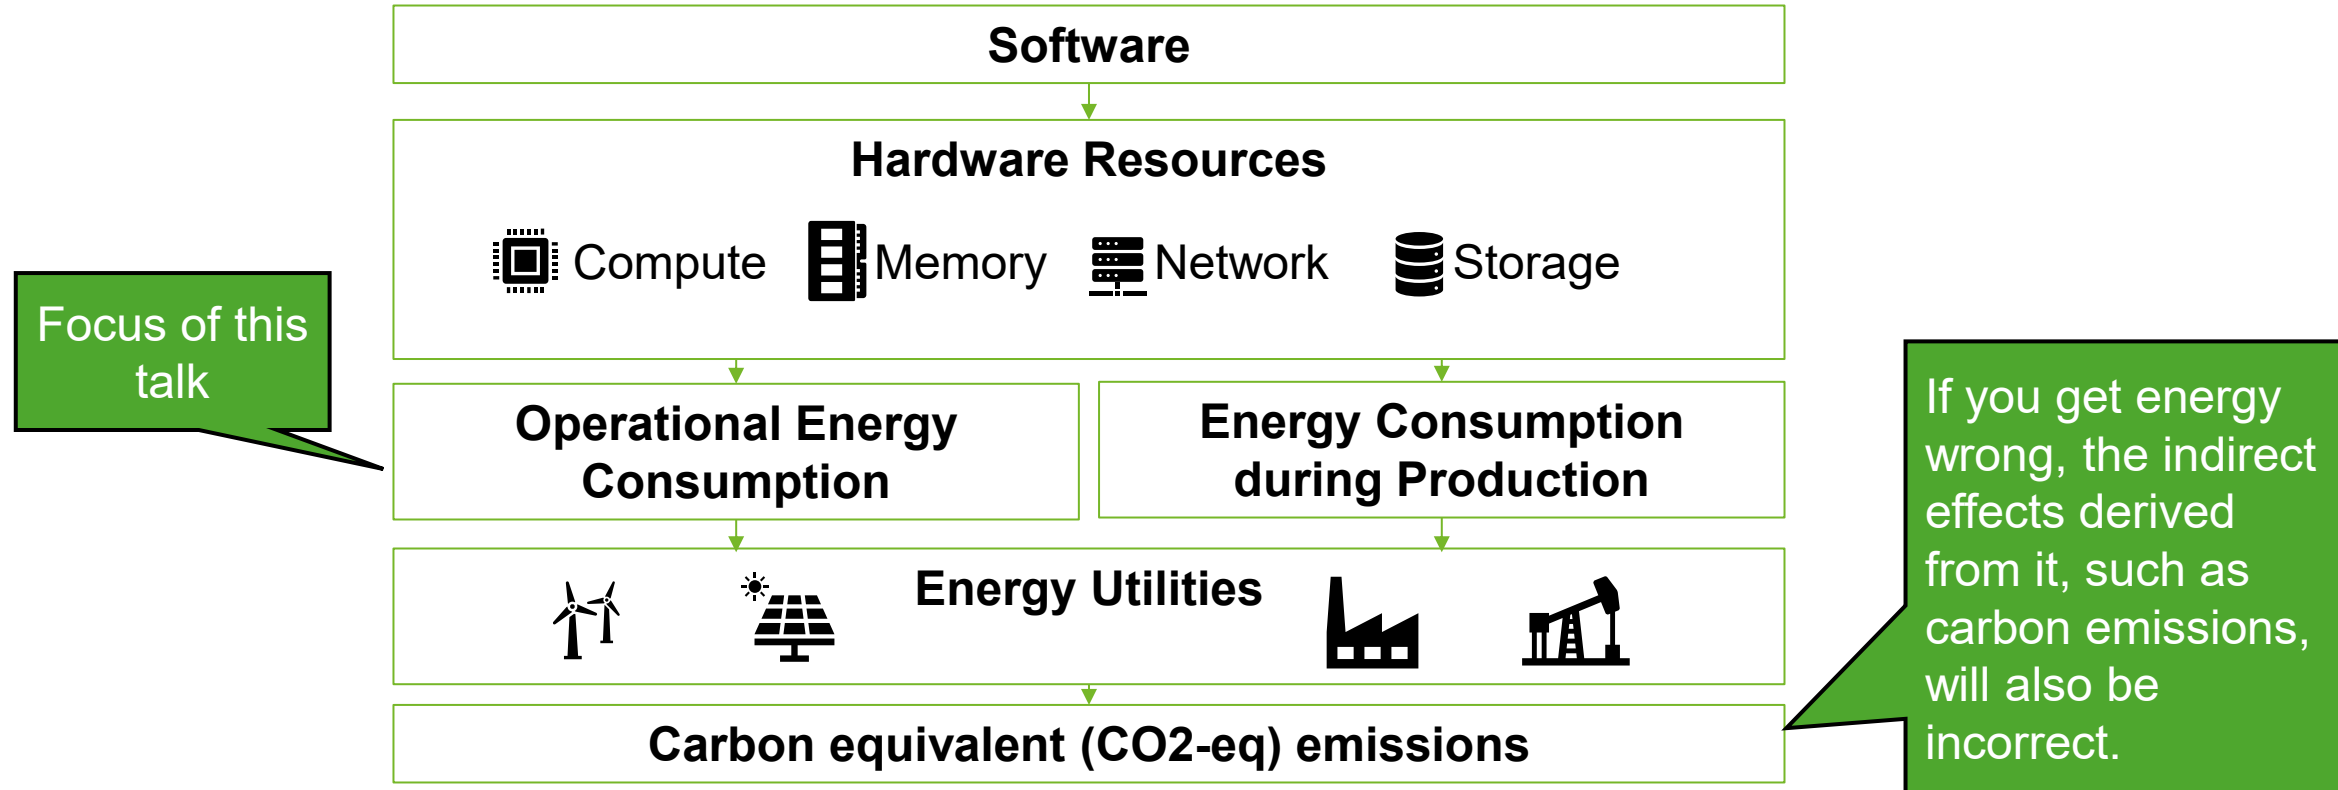 Software
Hardware Resources
Compute
Memory
Network
Storage
Focus of this
talk
Operational Energy
Consumption
Energy Consumption
during Production
If you get energy
wrong, the indirect
effects derived
from it, such as
carbon emissions,
will also be
incorrect.
Energy Utilities
Carbon equivalent (CO2-eq) emissions